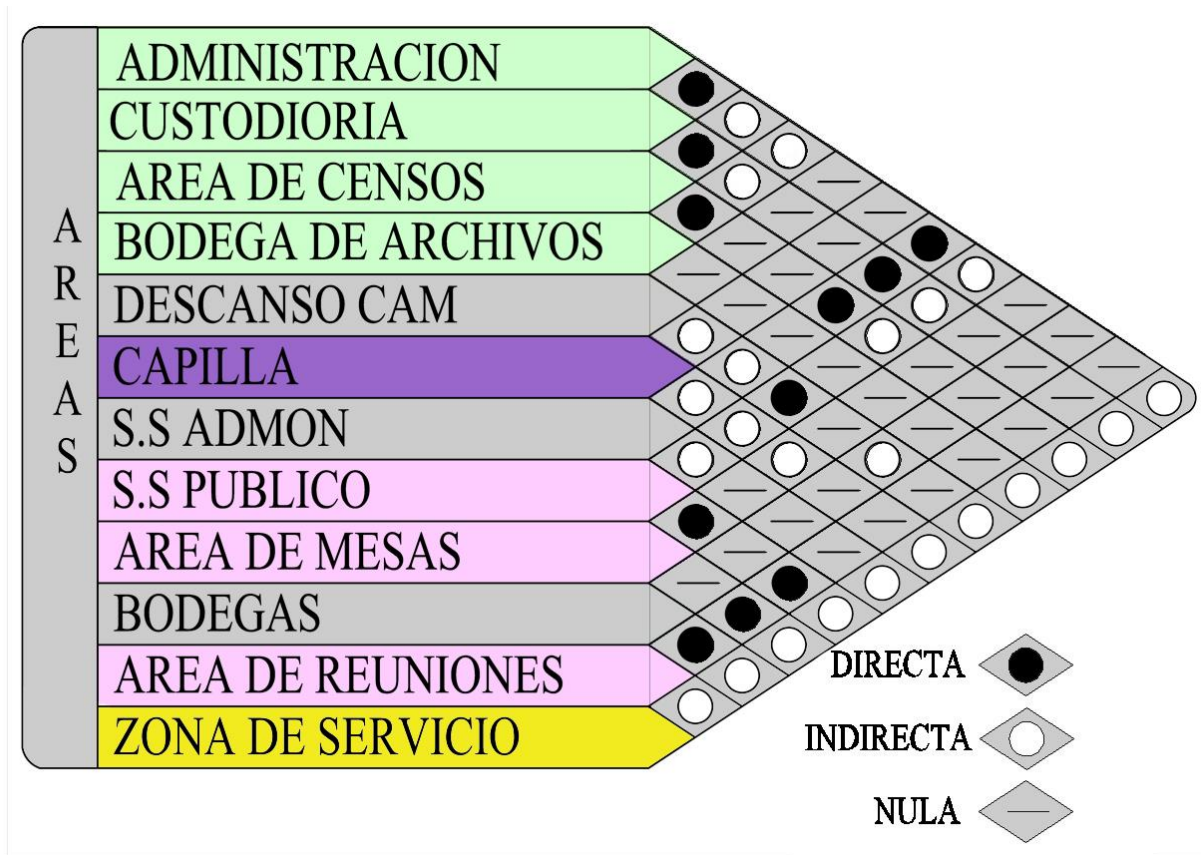 AREAS
ADMINISTRACION
CUSTODIORIA
AREA DE CENSOS
BODEGA DE ARCHIVOS
DESCANSO CAM
CAPILLA
S.S ADMON
S.S PUBLICO
AREA DE MESAS
BODEGAS
AREA DE REUNIONES
ZONA DE SERVICIO
DIRECTA
INDIRECTA
NULA